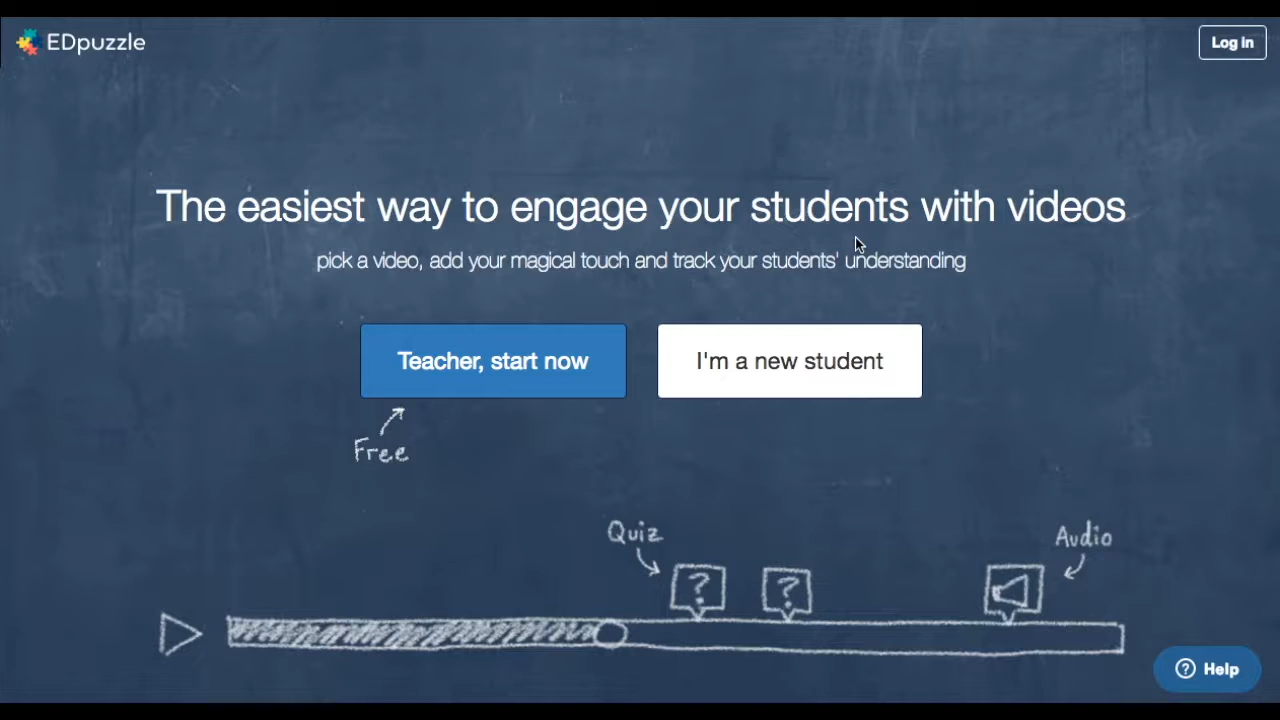 EDpuzzle
Log In
The easiest way to engage your students with videos
pick a video, add your magical touch and track your students' understanding
Teacher, start now
I'm a new student
Free
Quiz
Audio
?
?
? Help